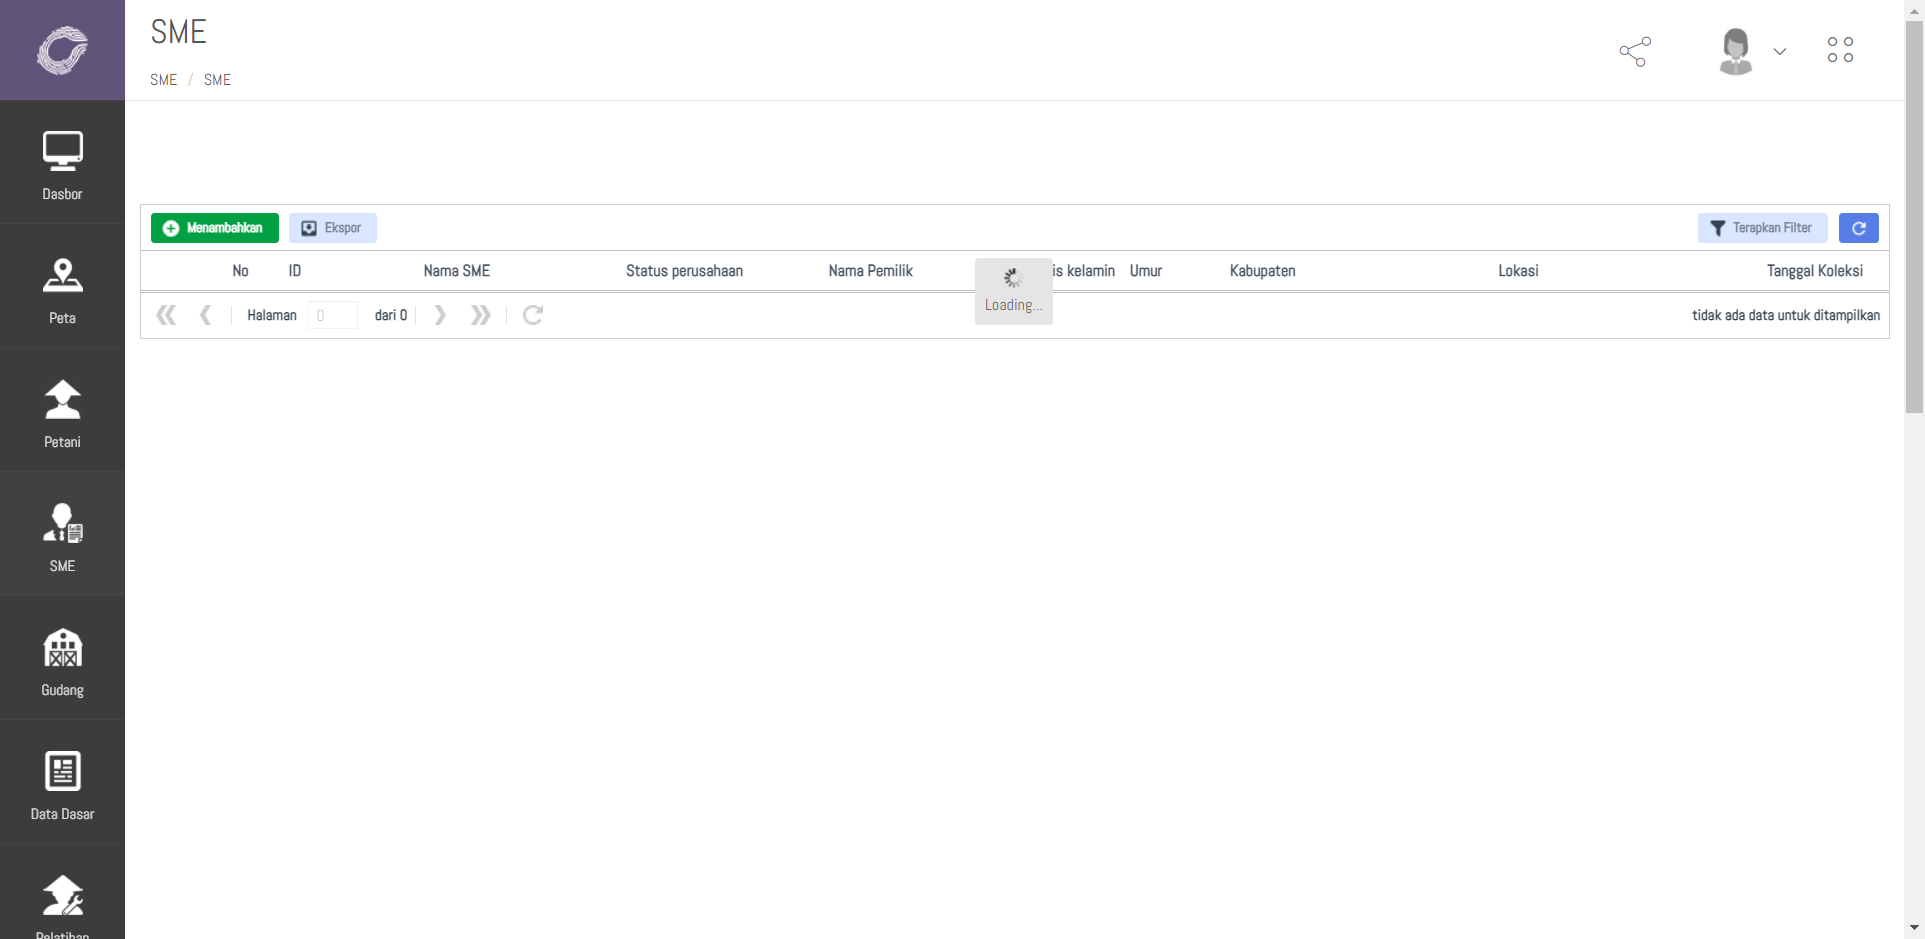 SME
SME / SME
Dasbor
Peta
Petani
SME
Gudang
Data Dasar
Pelatihan
Menambahkan Ekspor Terapkan Filter
No ID Nama SME Status perusahaan Nama Pemilik is kelamin Umur Kabupaten Lokasi Tanggal Koleksi
Loading...
Halaman 0 dari 0 tidak ada data untuk ditampilkan